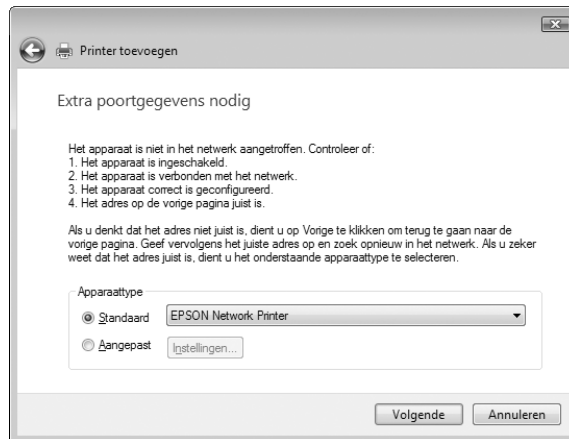 Printer toevoegen
Extra poortgegevens nodig
Het apparaat is niet in het netwerk aangetroffen. Controleer of:
1. Het apparaat is ingeschakeld.
2. Het apparaat is verbonden met het netwerk.
3. Het apparaat correct is geconfigureerd.
4. Het adres op de vorige pagina juist is.
Als u denkt dat het adres niet juist is, dient u op Vorige te klikken om terug te gaan naar de
vorige pagina. Geef vervolgens het juiste adres op en zoek opnieuw in het netwerk. Als u zeker
weet dat het adres juist is, dient u het onderstaande apparaattype te selecteren.
Apparaattype
Standaard EPSON Network Printer
Aangepast Instellingen...
Volgende Annuleren